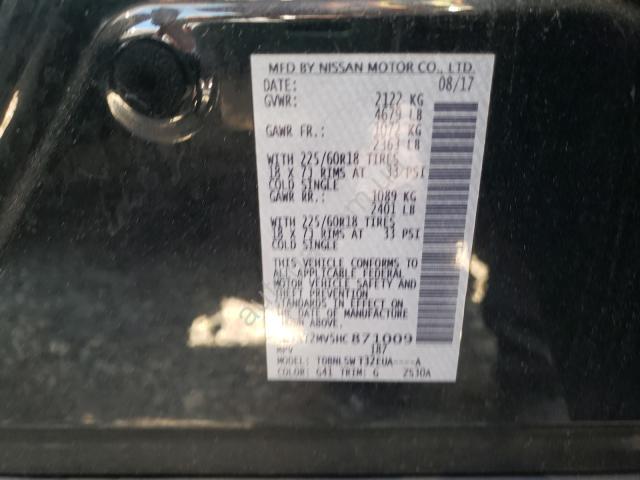 MFD BY NISSAN MOTOR CO., LTD.
DATE: 08/17
GVWR: 2122 KG
4679 LB
GAWR FR.: 1072 KG
2363 LB
WITH 225/60R18 TIRES
18 X 7J RIMS AT 33 PSI
COLD SINGLE
GAWR RR.: 1089 KG
2401 LB
WITH 225/60R18 TIRES
18 X 7J RIMS AT 33 PSI
COLD SINGLE
THIS VEHICLE CONFORMS TO
ALL APPLICABLE FEDERAL
MOTOR VEHICLE SAFETY AND
THEFT PREVENTION
STANDARDS IN EFFECT ON
THE DATE OF MANUFACTURE
SHOWN ABOVE.
871009
MPV 187
MODEL:
COLOR: G41 TRIM: G 2530A